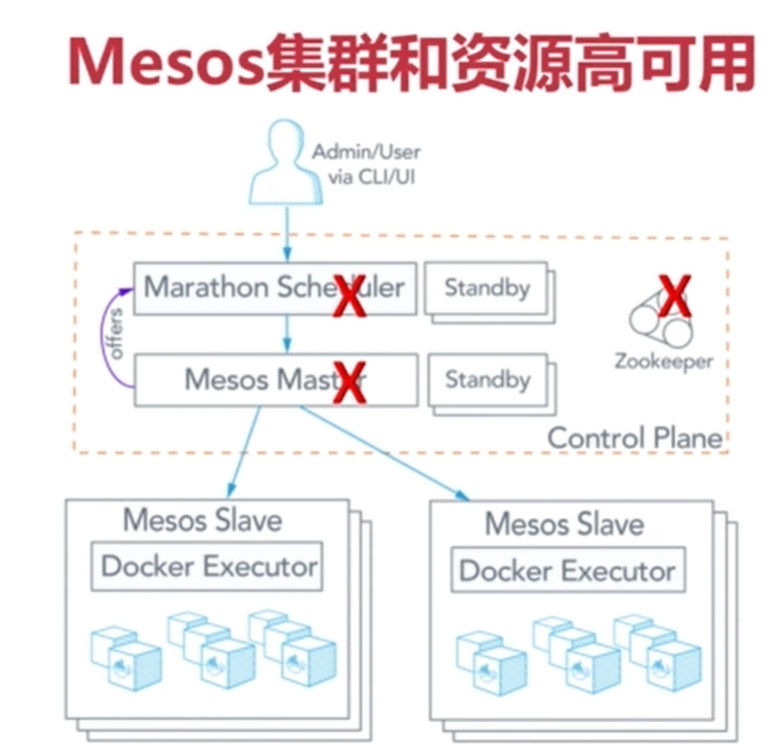 Mesos集群和资源高可用
Admin/User
via CLI/UI
Marathon Scheduler
Standby
offers
Mesos Master
Standby
Zookeeper
Control Plane
Mesos Slave
Docker Executor
Mesos Slave
Docker Executor